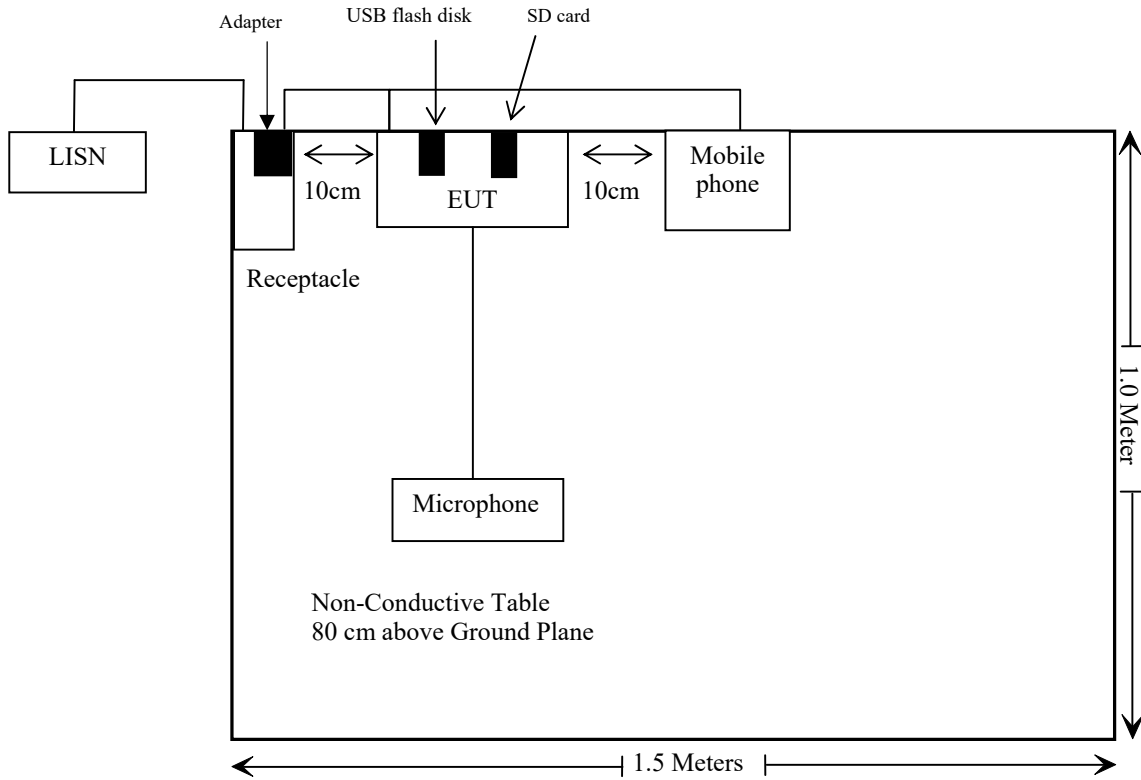 USB flash disk
SD card
Adapter
LISN
10cm
EUT
10cm
Mobile
phone
Receptacle
1.0 Meter
Microphone
Non-Conductive Table
80 cm above Ground Plane
1.5 Meters